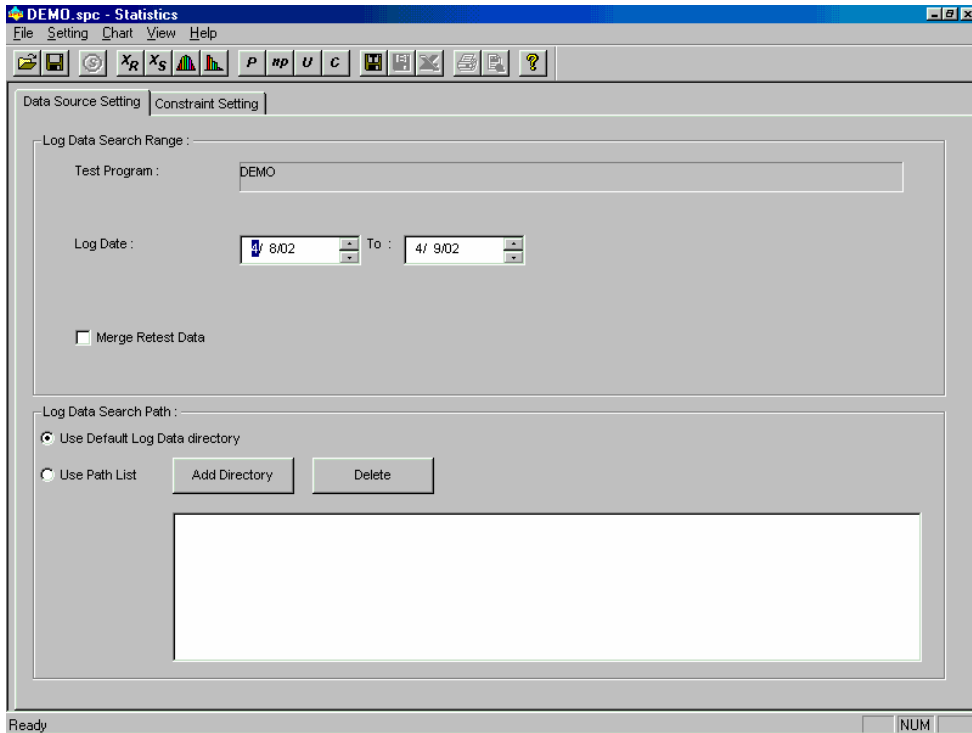 DEMO.spc - Statistics
File Setting Chart View Help
S XR XS P np U C ?
Data Source Setting Constraint Setting
Log Data Search Range :
Test Program : DEMO
Log Date : 4/ 8/02 To : 4/ 9/02
Merge Retest Data
Log Data Search Path :
Use Default Log Data directory
Use Path List Add Directory Delete
Ready NUM